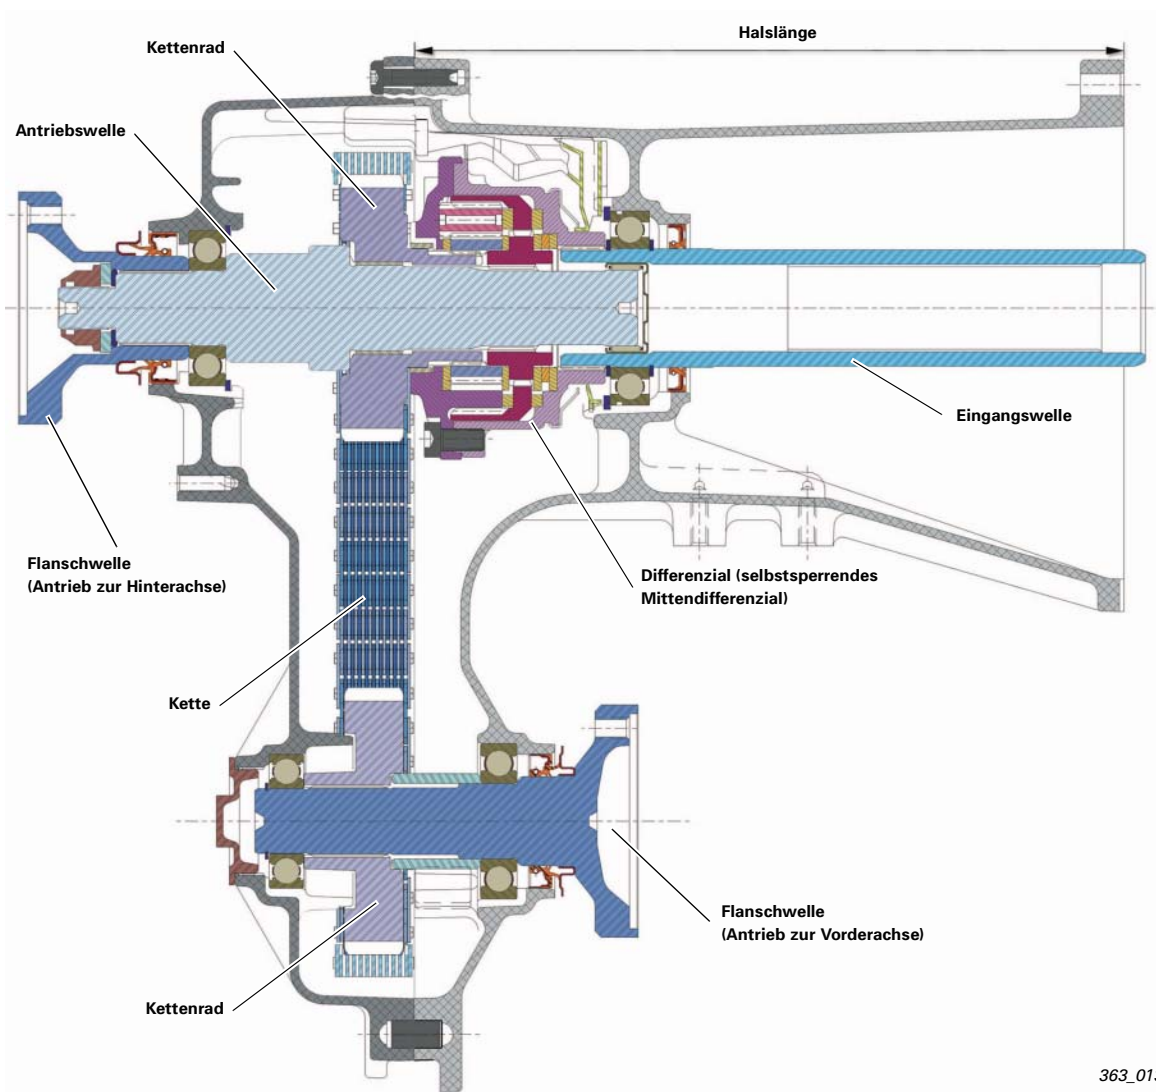 Halslänge
Kettenrad
Antriebswelle
Eingangswelle
Flanschwelle
(Antrieb zur Hinterachse)
Differenzial (selbstsperrendes
Mittendifferenzial)
Kette
Flanschwelle
(Antrieb zur Vorderachse)
Kettenrad